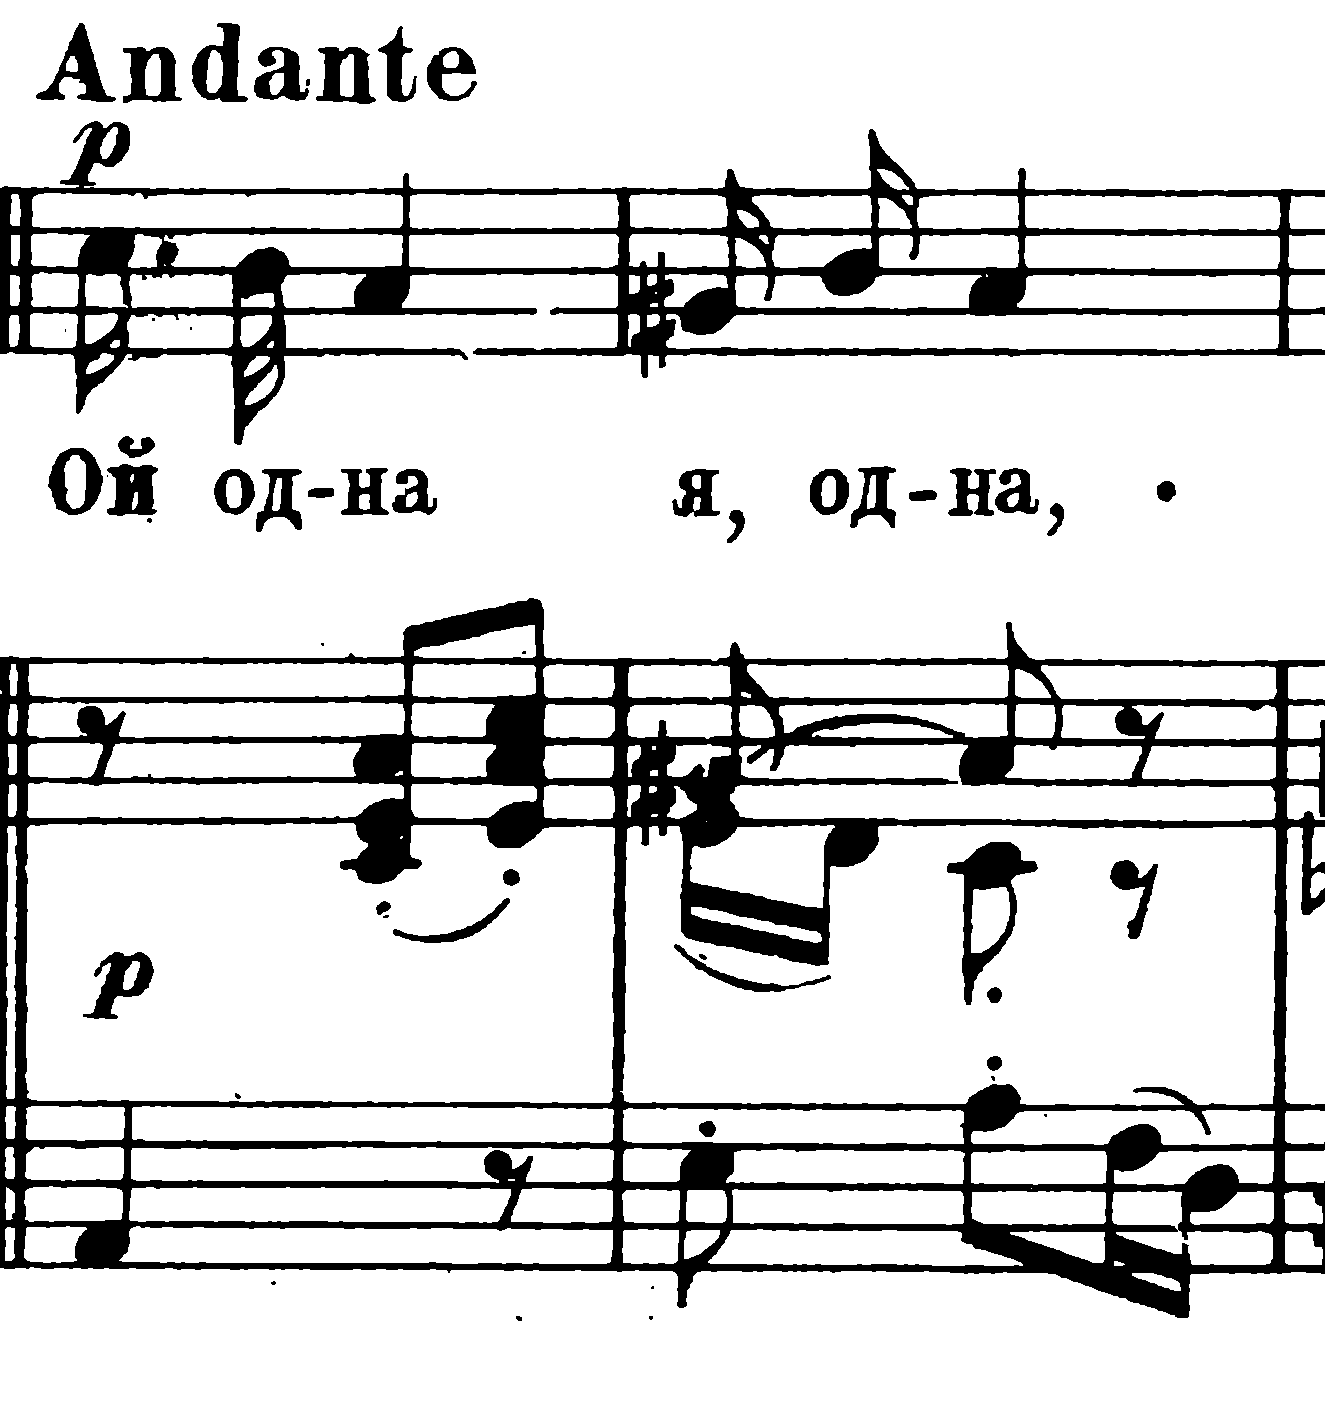 Andante
p
Ой од-на я, од-на,
p